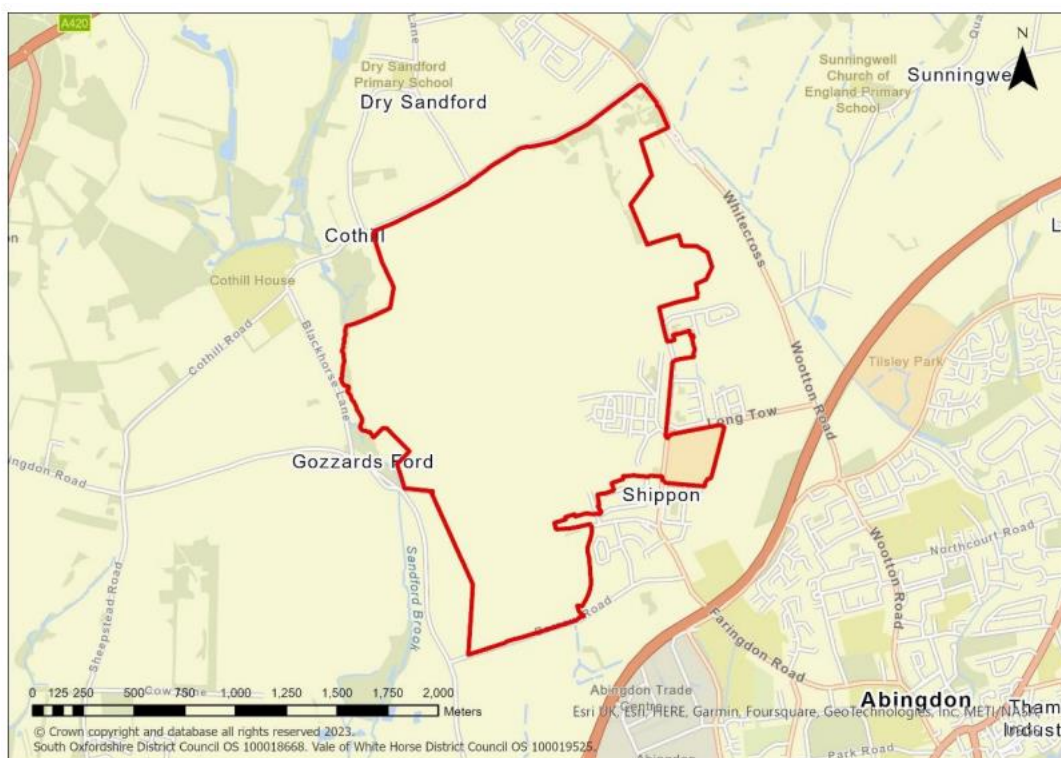 A420
Lane
Dry Sandford
Primary School
Dry Sandford
Sunningwell
Church of
England Primary
School
Sunningwe
N
Cothill
Cothill House
Whitecross
Tilsley Park
Cothill Road
Blackhorse Lane
Wootton Road
Long Tow
Gozzards Ford
Shippon
Northcourt Road
Sandford Brook
Wootton Road
Sheepstead Road
Road
Faringdon Road
Abingdon Trade
Centre
Abingdon
Park Road
0 125 250 500 750 1,000 1,250 1,500 1,750 2,000
Meters
Esri UK, Esri, HERE, Garmin, Foursquare, GeoTechnologies, Inc, METI/NASA,
© Crown copyright and database all rights reserved 2023.
South Oxfordshire District Council OS 100018668. Vale of White Horse District Council OS 100019525.